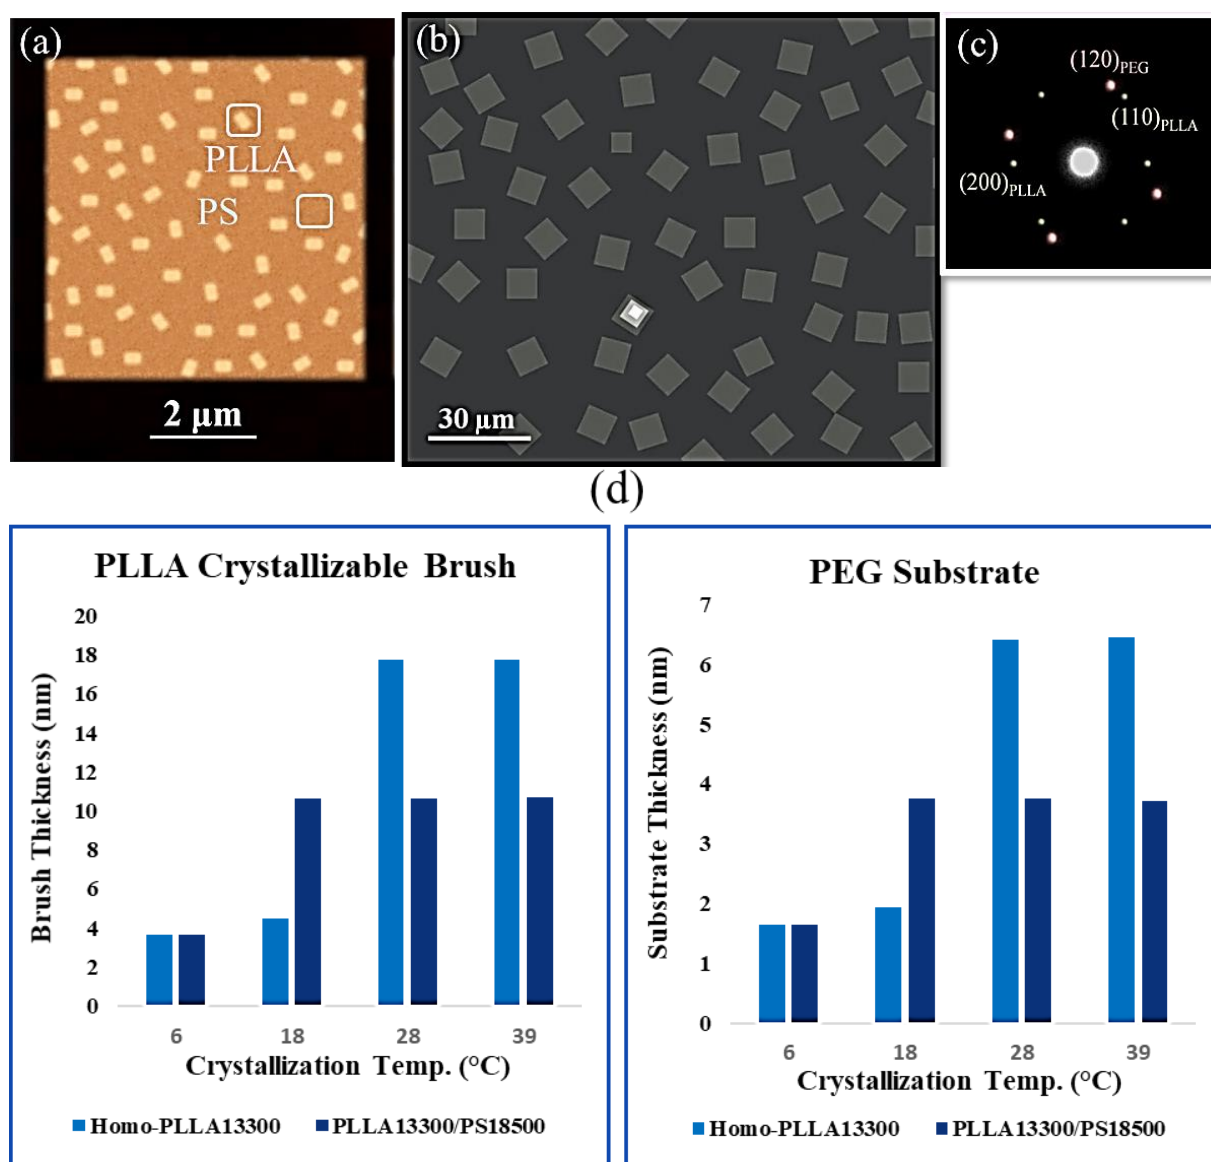 (a)
PLLA
PS
2 µm
(b)
30 µm
(c)
(120)PEG
(110)PLLA
(200)PLLA
(d)
PLLA Crystallizable Brush
Brush Thickness (nm)
20
18
16
14
12
10
8
6
4
2
0
6 18 28 39
Crystallization Temp. (°C)
Homo-PLLA13300 PLLA13300/PS18500
PEG Substrate
Substrate Thickness (nm)
7
6
5
4
3
2
1
0
6 18 28 39
Crystallization Temp. (°C)
Homo-PLLA13300 PLLA13300/PS18500